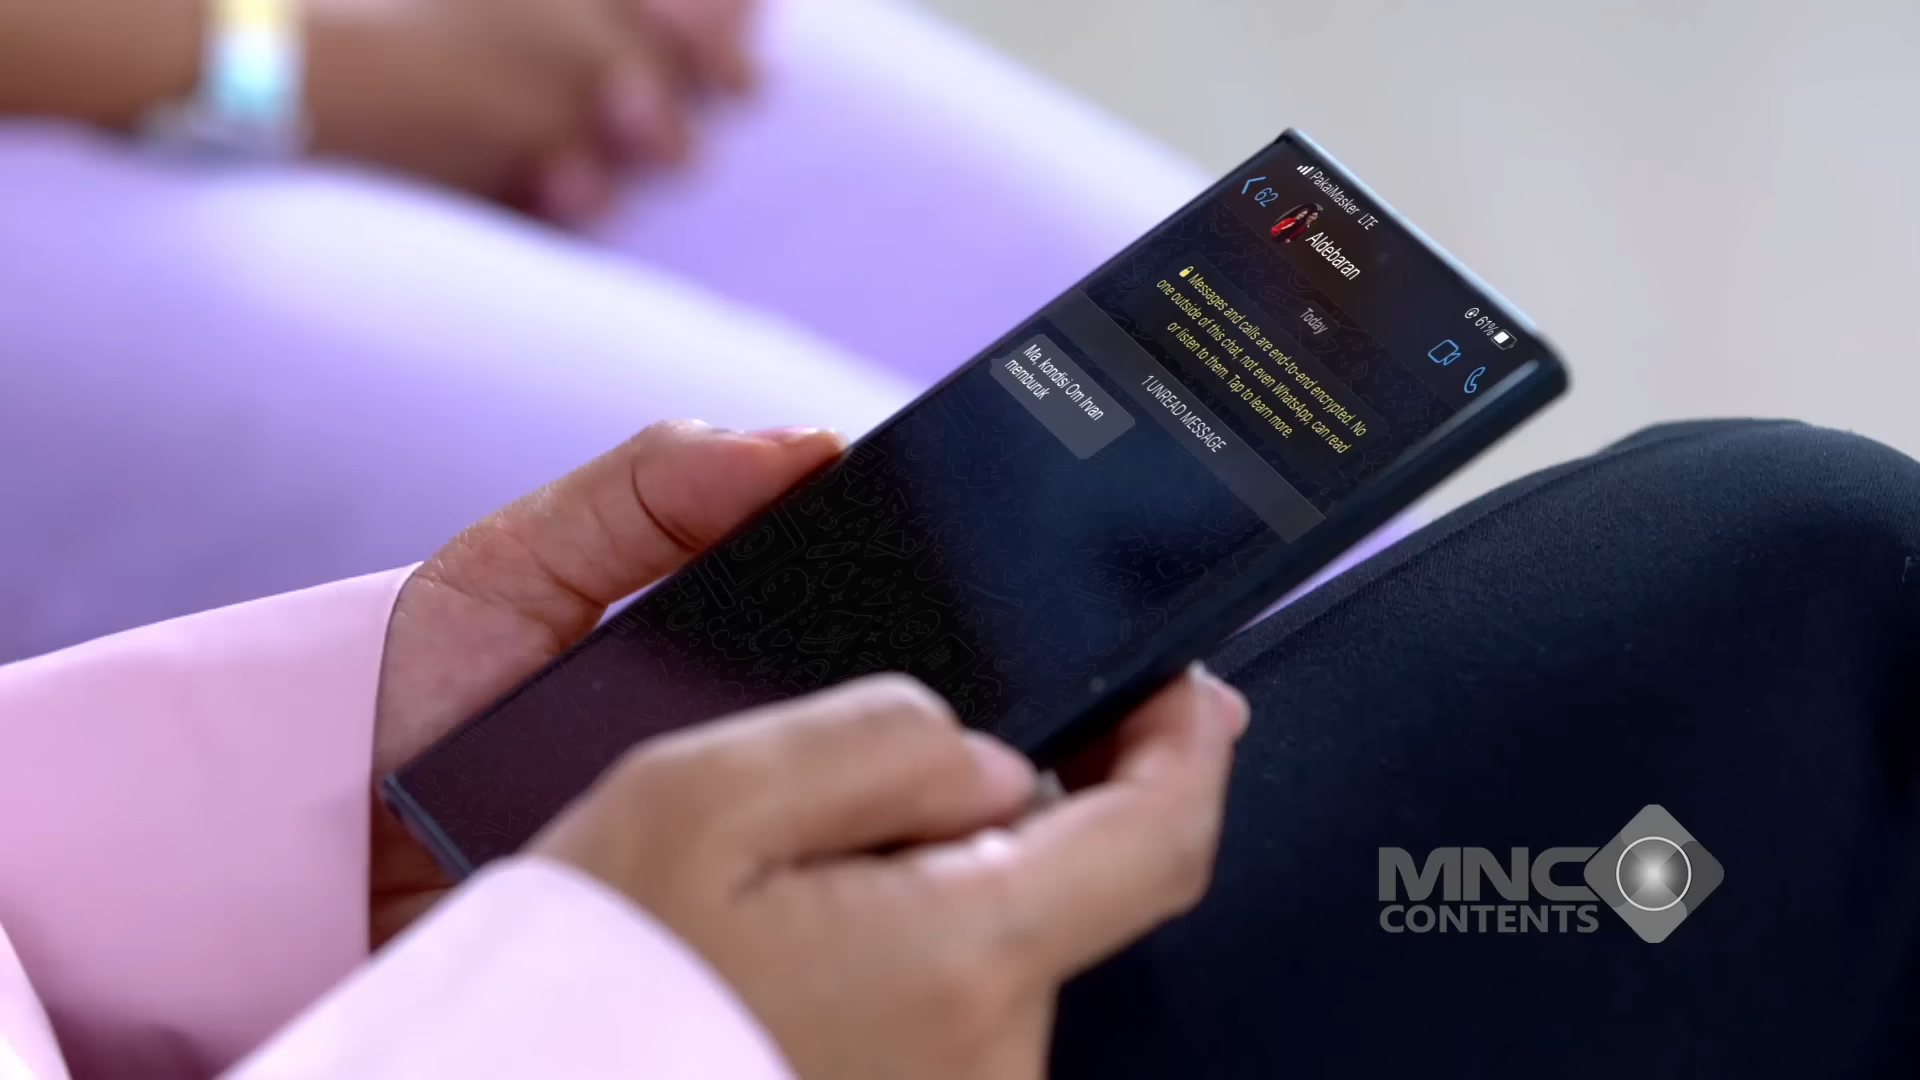 PakaiMasker LTE
61%
62
Aldebaran
Today
Messages and calls are end-to-end encrypted. No
one outside of this chat, not even WhatsApp, can read
or listen to them. Tap to learn more.
1 UNREAD MESSAGE
Ma, kondisi Om Irvan
memburuk
MNC
CONTENTS